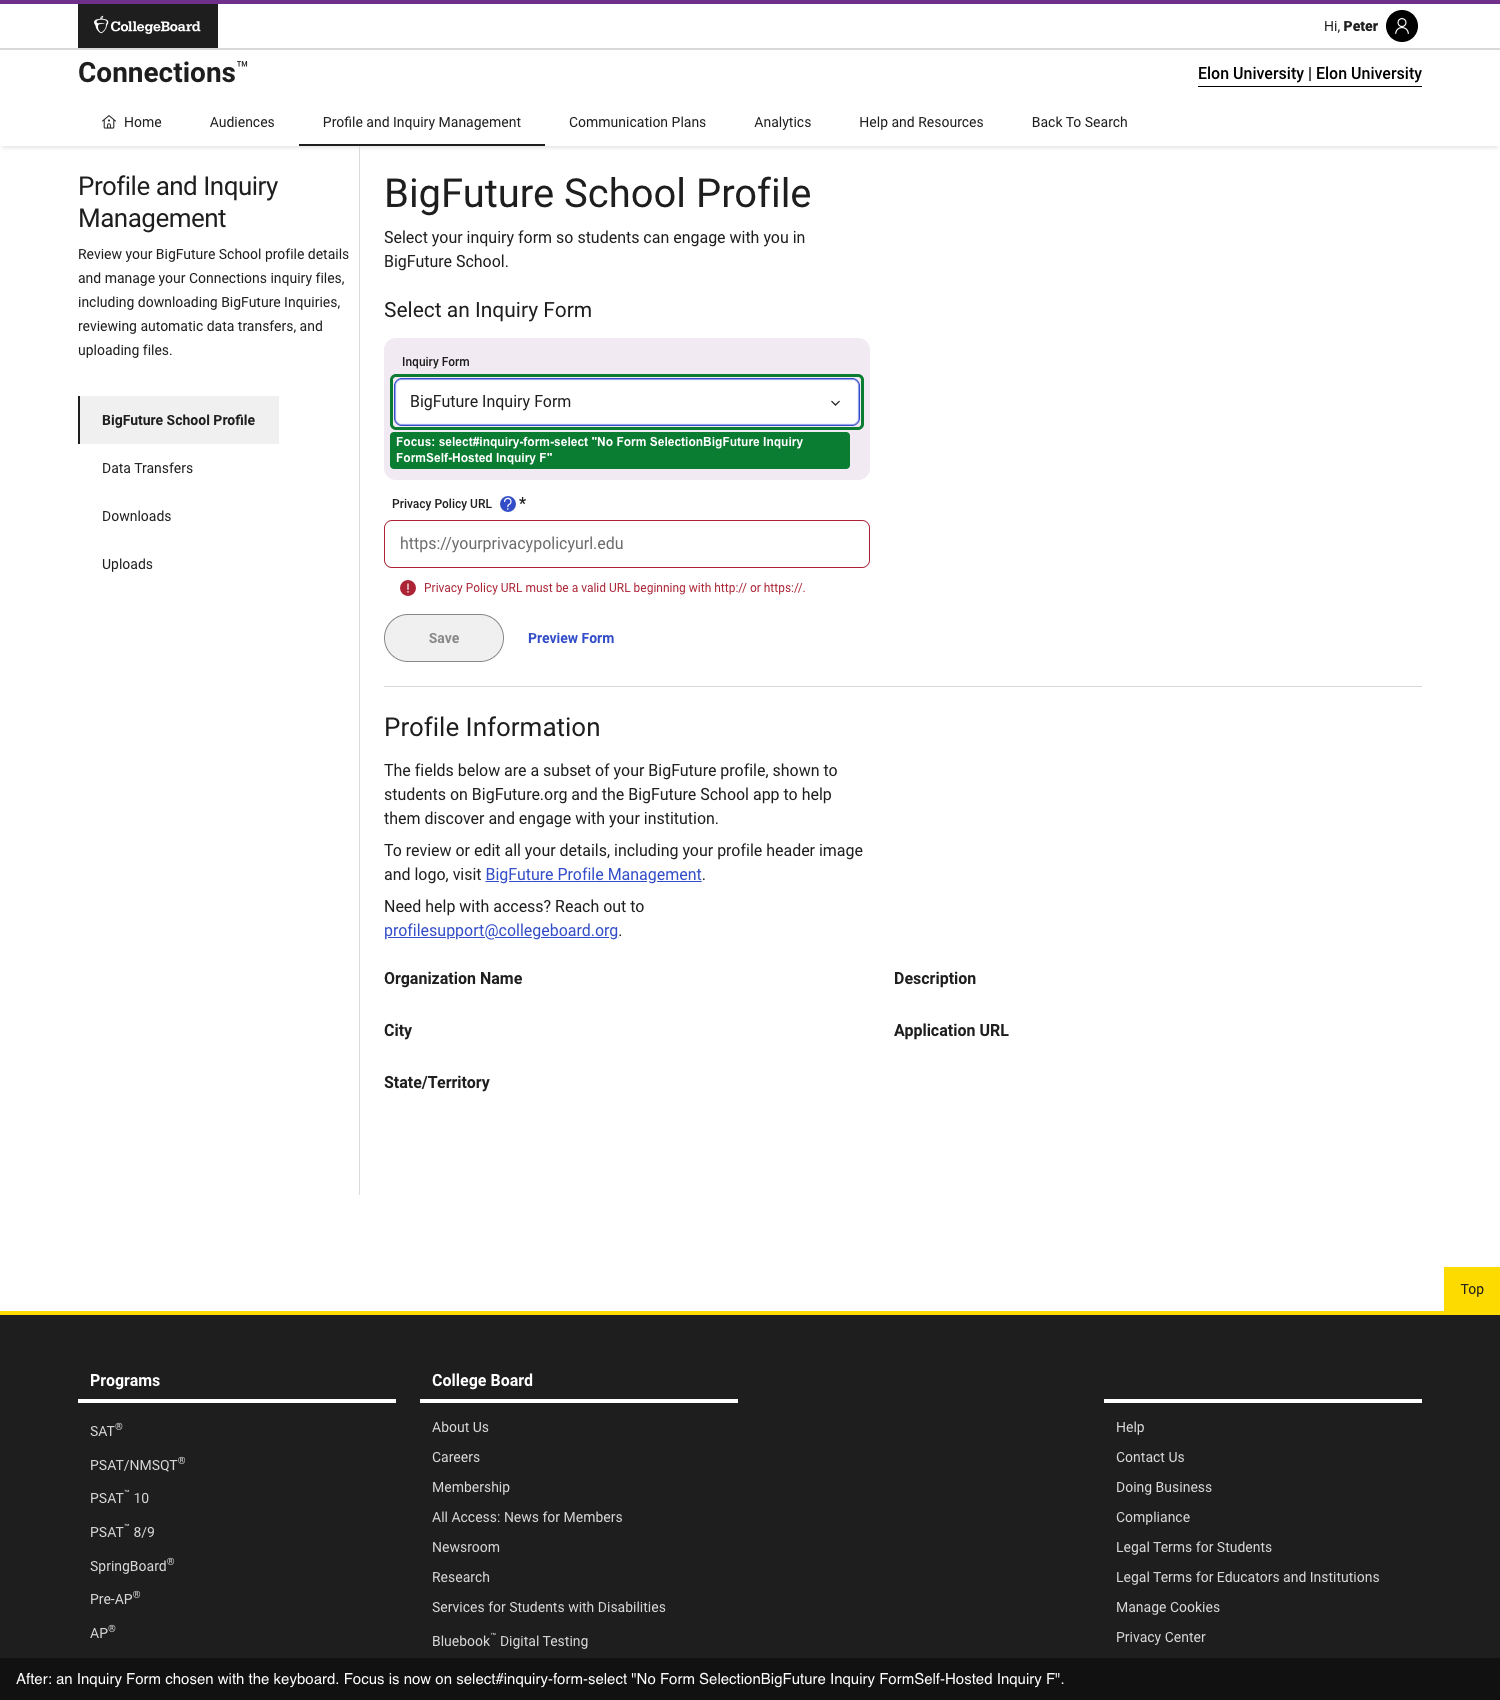 CollegeBoard
Hi, Peter
Connections™
Elon University | Elon University
Home
Audiences
Profile and Inquiry Management
Communication Plans
Analytics
Help and Resources
Back To Search
Profile and Inquiry
Management
Review your BigFuture School profile details
and manage your Connections inquiry files,
including downloading BigFuture Inquiries,
reviewing automatic data transfers, and
uploading files.
BigFuture School Profile
Data Transfers
Downloads
Uploads
BigFuture School Profile
Select your inquiry form so students can engage with you in
BigFuture School.
Select an Inquiry Form
Inquiry Form
BigFuture Inquiry Form
Focus: select#inquiry-form-select "No Form SelectionBigFuture Inquiry
FormSelf-Hosted Inquiry F"
Privacy Policy URL ? *
https://yourprivacypolicyurl.edu
! Privacy Policy URL must be a valid URL beginning with http:// or https://.
Save
Preview Form
Profile Information
The fields below are a subset of your BigFuture profile, shown to
students on BigFuture.org and the BigFuture School app to help
them discover and engage with your institution.
To review or edit all your details, including your profile header image
and logo, visit BigFuture Profile Management.
Need help with access? Reach out to
profilesupport@collegeboard.org.
Organization Name
Description
City
Application URL
State/Territory
Top
Programs
SAT®
PSAT/NMSQT®
PSAT™ 10
PSAT™ 8/9
SpringBoard®
Pre-AP®
AP®
College Board
About Us
Careers
Membership
All Access: News for Members
Newsroom
Research
Services for Students with Disabilities
Bluebook™ Digital Testing
Help
Contact Us
Doing Business
Compliance
Legal Terms for Students
Legal Terms for Educators and Institutions
Manage Cookies
Privacy Center
After: an Inquiry Form chosen with the keyboard. Focus is now on select#inquiry-form-select "No Form SelectionBigFuture Inquiry FormSelf-Hosted Inquiry F".